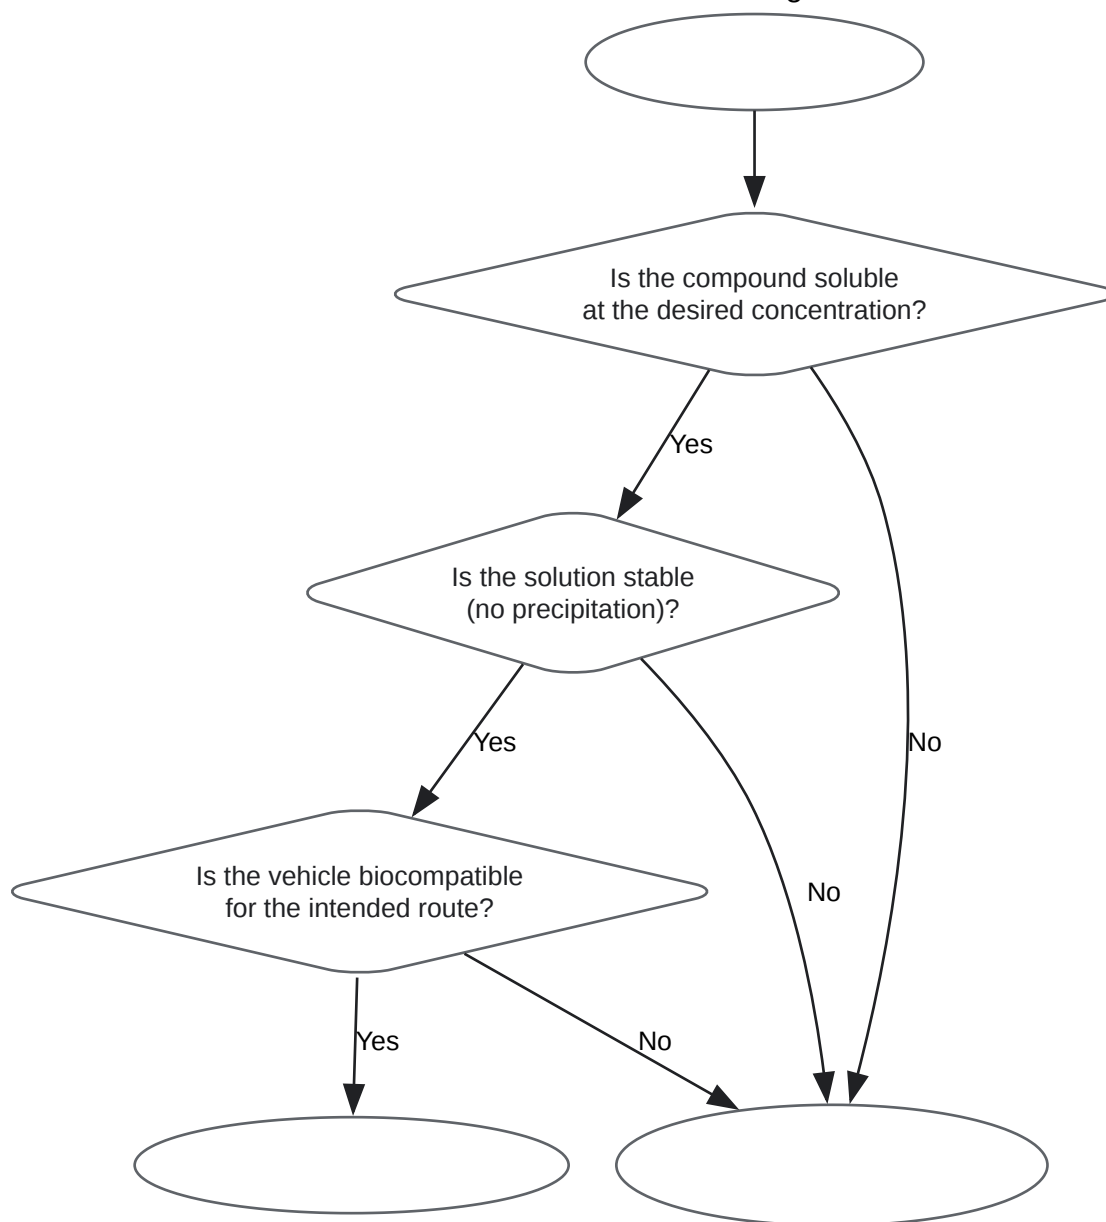 Is the compound soluble
at the desired concentration?
Yes
Is the solution stable
(no precipitation)?
Yes
No
Is the vehicle biocompatible
for the intended route?
No
Yes
No